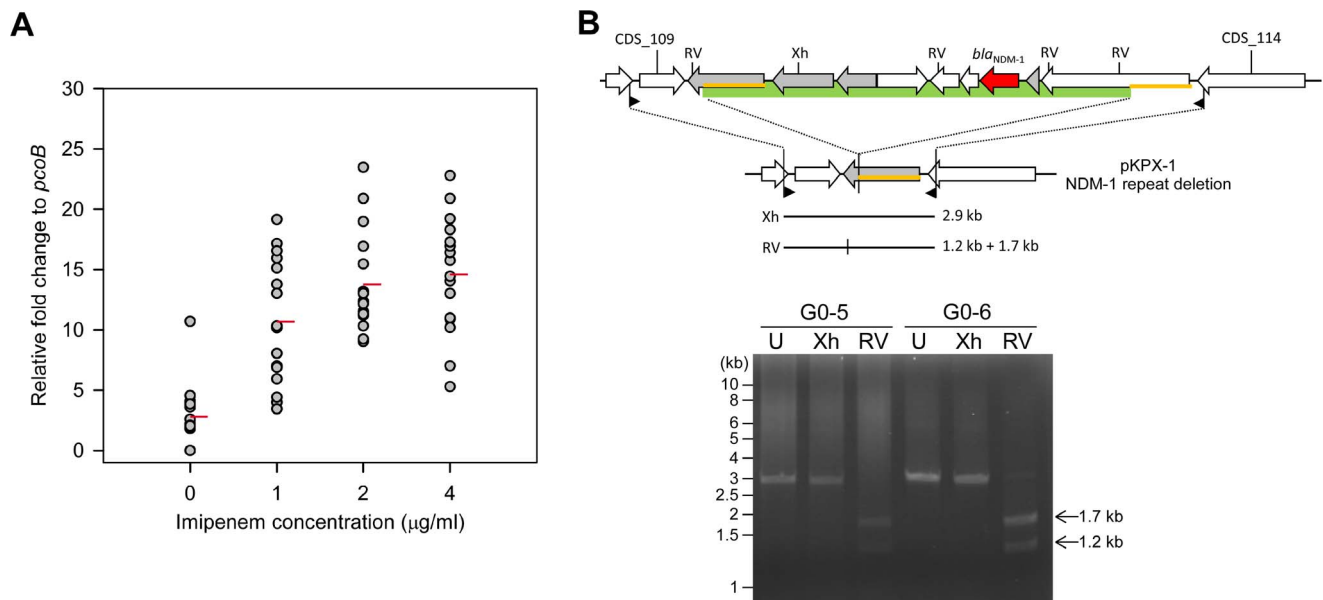 A
Relative fold change to pcoB
30
25
20
15
10
5
0
0 1 2 4
Imipenem concentration (µg/ml)
B
CDS_109 RV Xh RV blaNDM-1 RV RV CDS_114
pKPX-1
NDM-1 repeat deletion
Xh 2.9 kb
RV 1.2 kb + 1.7 kb
G0-5 G0-6
U Xh RV U Xh RV
(kb)
10
8
6
5
4
3
2.5
2
1.5
1
1.7 kb
1.2 kb